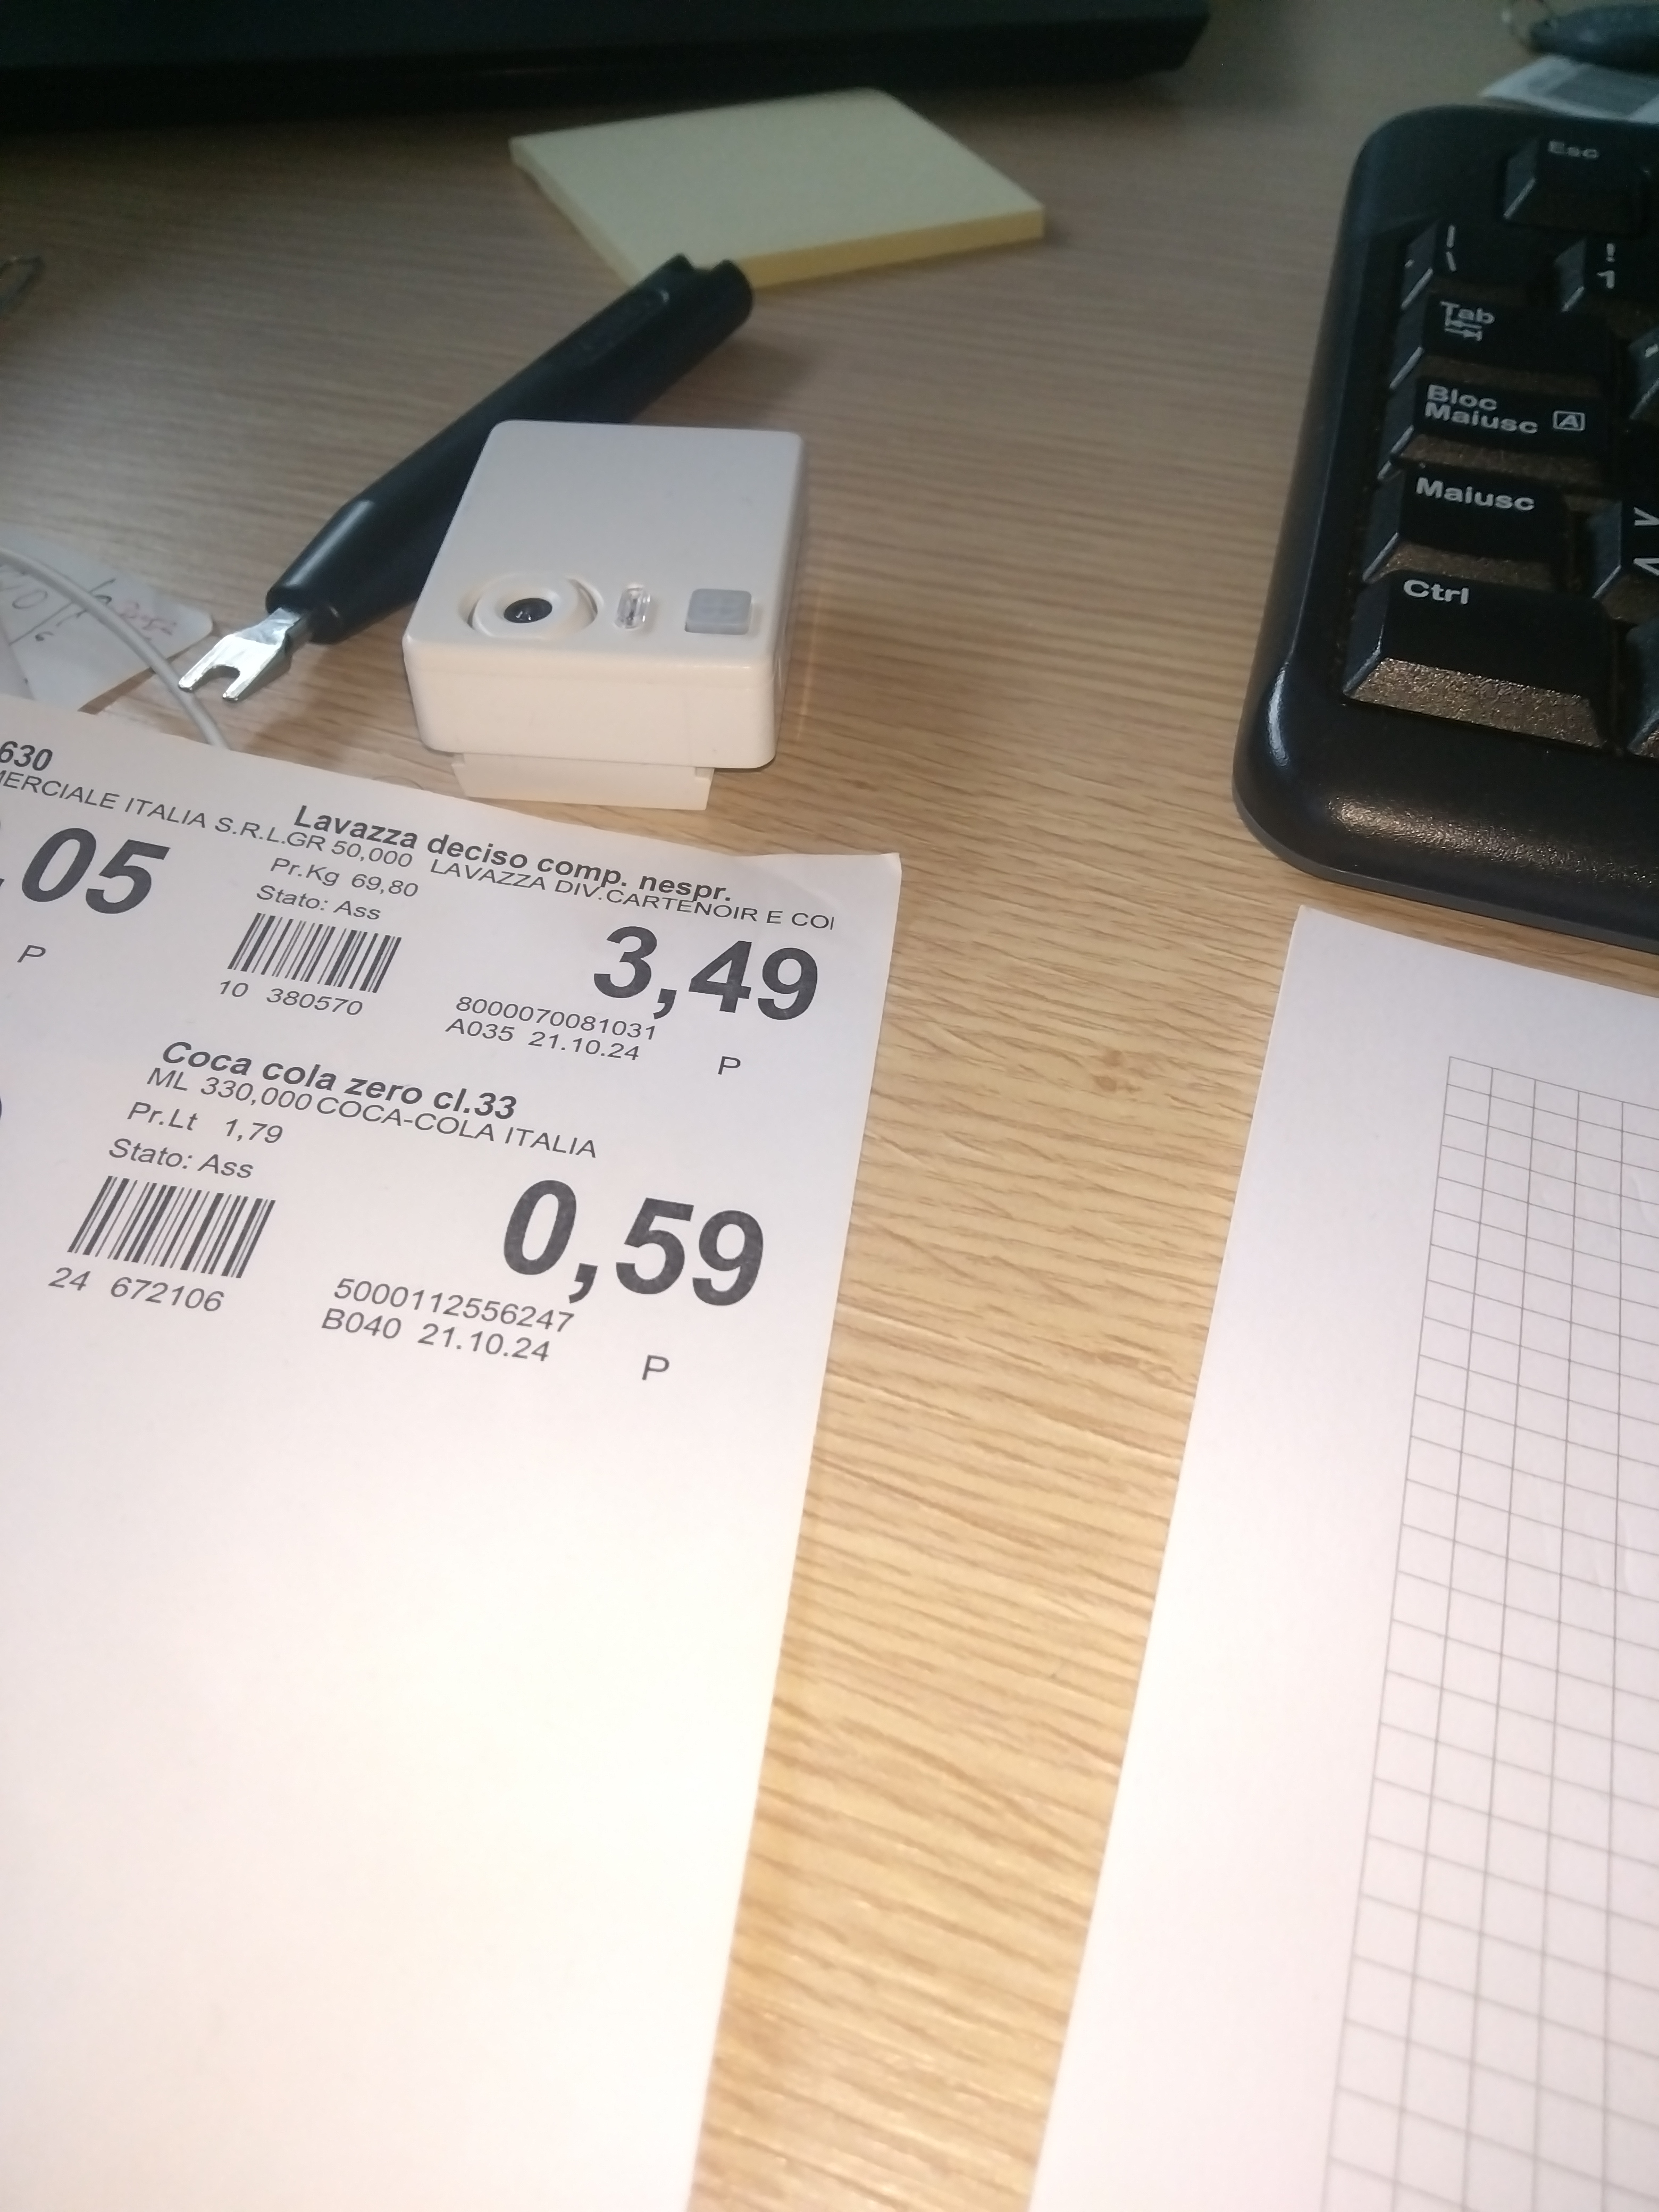 Esc
Tab
Bloc
Maiusc A
Maiusc
Ctrl
630
MERCIALE ITALIA S.R.L.
,05
P
Lavazza deciso comp. nespr.
GR 50,000 LAVAZZA DIV.CARTENOIR E CO
Pr.Kg 69,80
Stato: Ass
3,49
10 380570
8000070081031
A035 21.10.24
P
Coca cola zero cl.33
ML 330,000 COCA-COLA ITALIA
Pr.Lt 1,79
Stato: Ass
0,59
24 672106
5000112556247
B040 21.10.24
P